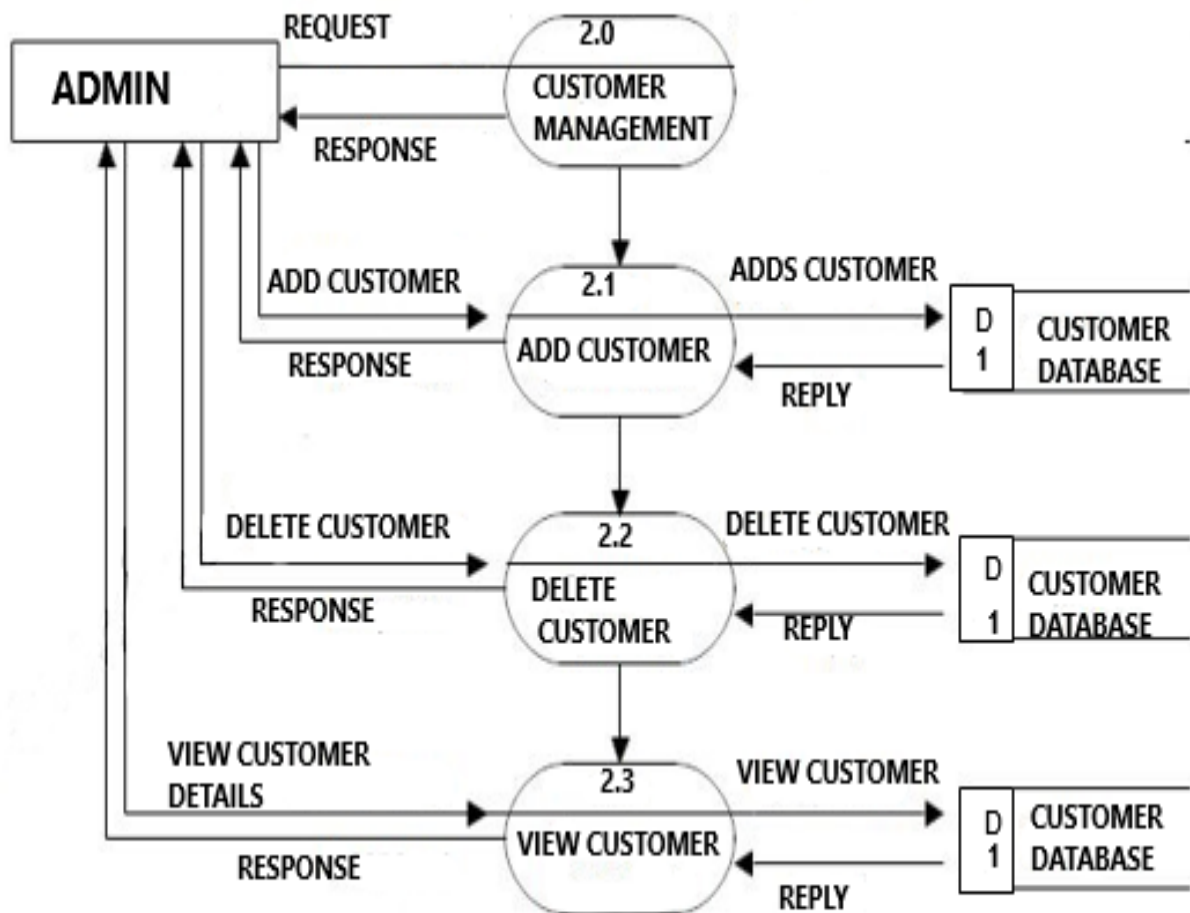 REQUEST
2.0
ADMIN
CUSTOMER
MANAGEMENT
RESPONSE
ADD CUSTOMER
2.1
ADDS CUSTOMER
D
1
CUSTOMER
DATABASE
RESPONSE
ADD CUSTOMER
REPLY
DELETE CUSTOMER
2.2
DELETE CUSTOMER
D
1
CUSTOMER
DATABASE
RESPONSE
DELETE
CUSTOMER
REPLY
VIEW CUSTOMER
DETAILS
2.3
VIEW CUSTOMER
D
1
CUSTOMER
DATABASE
RESPONSE
VIEW CUSTOMER
REPLY